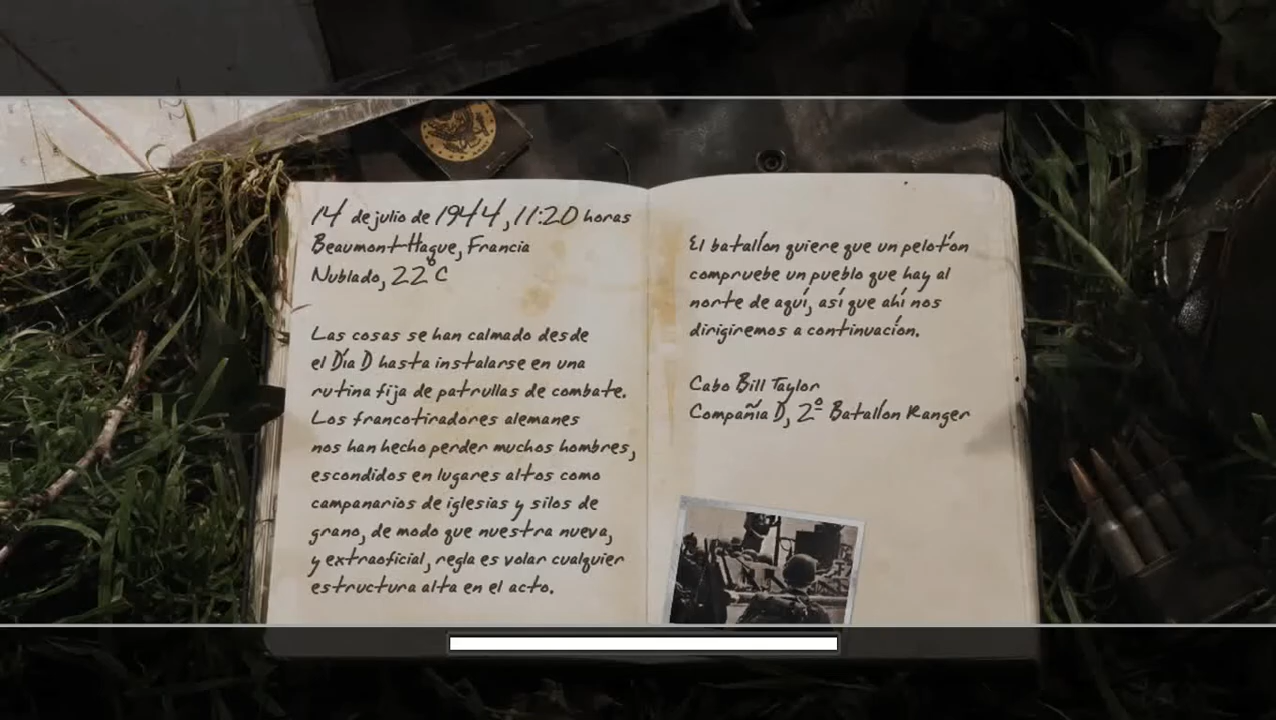 14 de julio de 1944, 11:20 horas
Beaumont-Hague, Francia
Nublado, 22°C
Las cosas se han calmado desde
el Día D hasta instalarse en una
rutina fija de patrullas de combate.
Los francotiradores alemanes
nos han hecho perder muchos hombres,
escondidos en lugares altos como
campanarios de iglesias y silos de
grano, de modo que nuestra nueva,
y extraoficial, regla es volar cualquier
estructura alta en el acto.
El batallón quiere que un pelotón
compruebe un pueblo que hay al
norte de aquí, así que ahí nos
dirigiremos a continuación.
Cabo Bill Taylor
Compañía D, 2º Batallón Ranger